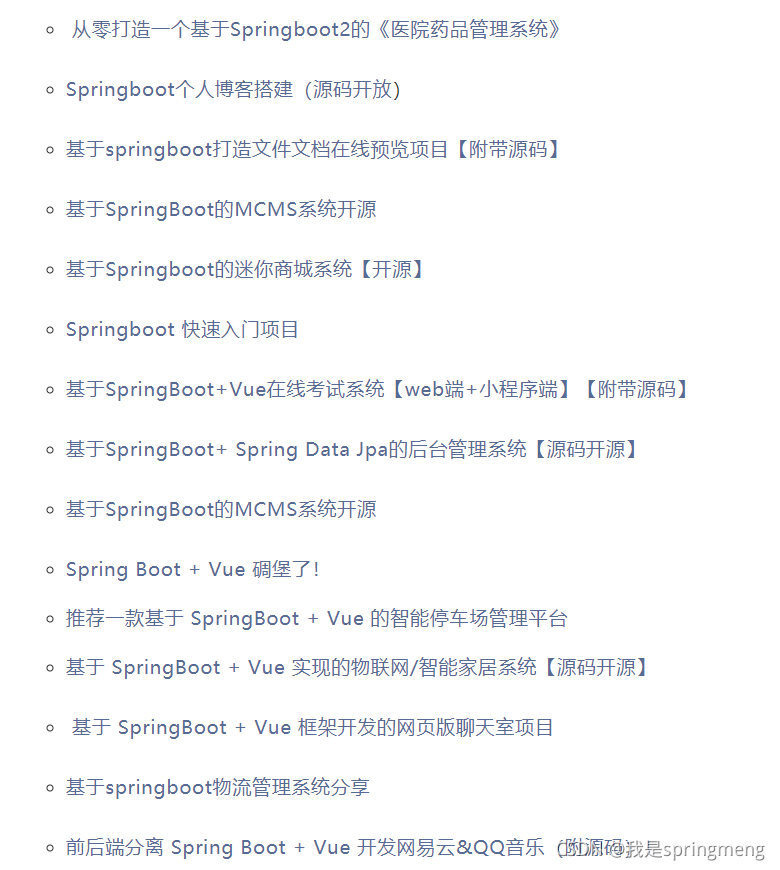 从零打造一个基于Springboot2的《医院药品管理系统》
Springboot个人博客搭建（源码开放)
基于springboot打造文件文档在线预览项目【附带源码】
基于SpringBoot的MCMS系统开源
基于Springboot的迷你商城系统【开源】
Springboot 快速入门项目
基于SpringBoot+Vue在线考试系统【web端+小程序端】【附带源码】
基于SpringBoot+ Spring Data Jpa的后台管理系统【源码开源】
基于SpringBoot的MCMS系统开源
Spring Boot + Vue 碉堡了!
推荐一款基于 SpringBoot + Vue 的智能停车场管理平台
基于 SpringBoot + Vue 实现的物联网/智能家居系统【源码开源】
基于 SpringBoot + Vue 框架开发的网页版聊天室项目
基于springboot物流管理系统分享
前后端分离 Spring Boot + Vue 开发网易云&QQ音乐（附源码）
CSDN @我是springmeng